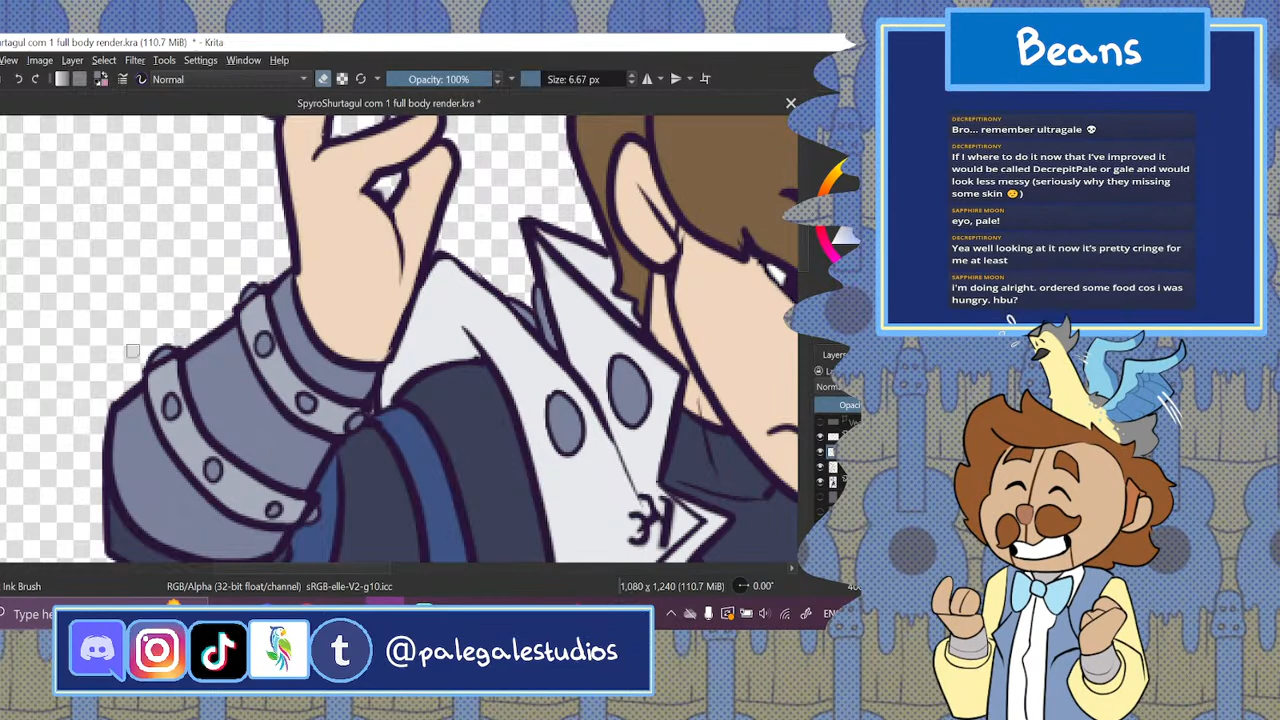 urtagul com 1 full body render.kra (110.7 MiB) * - Krita
View Image Layer Select Filter Tools Settings Window Help
Normal
Opacity: 100%
Size: 6.67 px
SpyroShurtagul com 1 full body render.kra *
Layers
Norma
Opaci
Ink Brush
RGB/Alpha (32-bit float/channel) sRGB-elle-V2-g10.icc
1,080 x 1,240 (110.7 MiB)
0.00°
Type he
@palegalestudios
Beans
DECREPITIRONY
Bro... remember ultragale 💀
DECREPITIRONY
If I where to do it now that I've improved it
would be called DecrepitPale or gale and would
look less messy (seriously why they missing
some skin 😕)
SAPPHIRE MOON
eyo, pale!
DECREPITIRONY
Yea well looking at it now it's pretty cringe for
me at least
SAPPHIRE MOON
i'm doing alright. ordered some food cos i was
hungry. hbu?